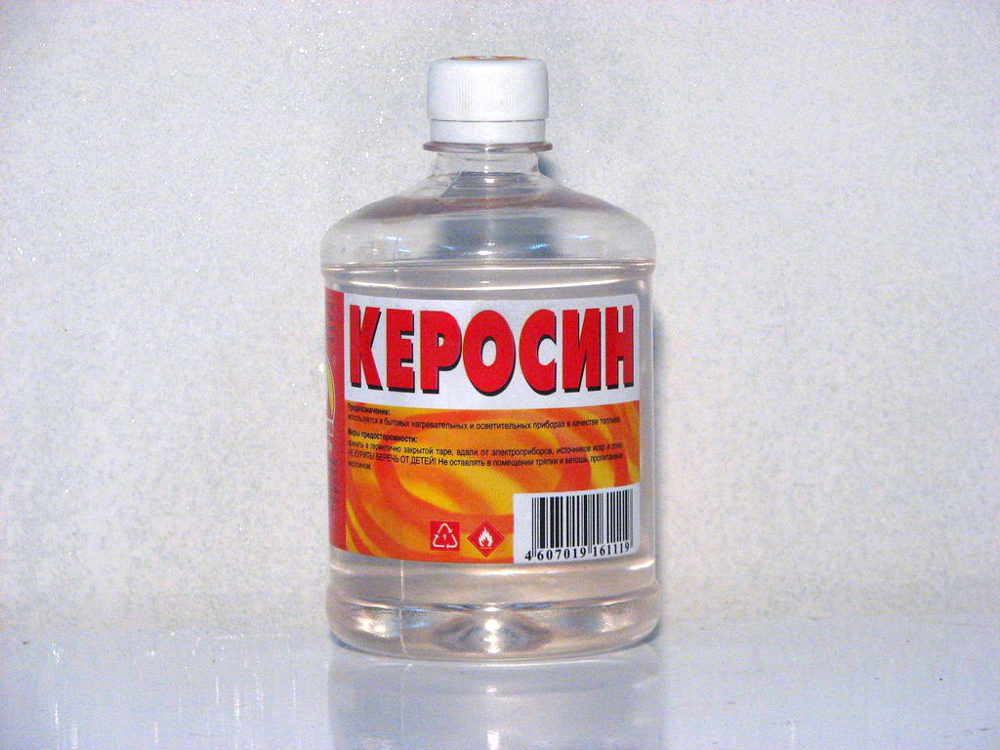 КЕРОСИН
Предназначение:
используется в бытовых нагревательных и осветительных приборах в качестве топлива
Меры предосторожности:
хранить в герметично закрытой таре, вдали от электроприборов, источников искр и огня.
НЕ КУРИТЬ! БЕРЕЧЬ ОТ ДЕТЕЙ! Не оставлять в помещении тряпки и ветошь, пропитанные
керосином.
1
4 607019 161119